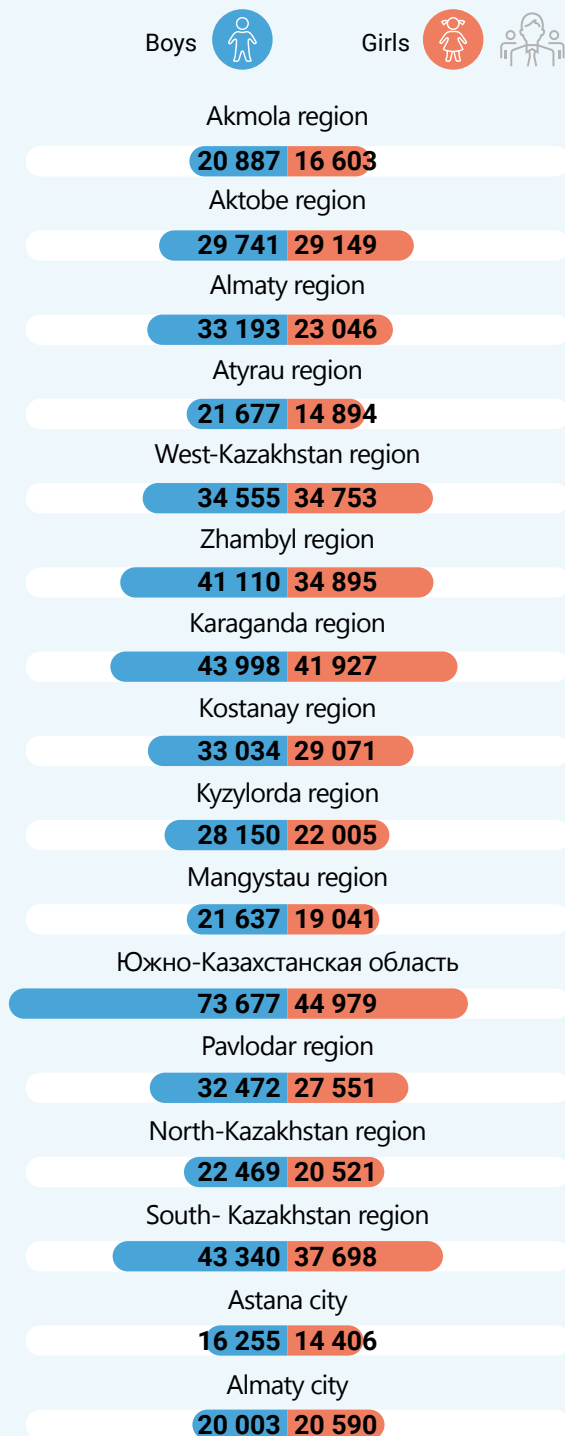 Boys Girls
Akmola region
20 887 16 603
Aktobe region
29 741 29 149
Almaty region
33 193 23 046
Atyrau region
21 677 14 894
West-Kazakhstan region
34 555 34 753
Zhambyl region
41 110 34 895
Karaganda region
43 998 41 927
Kostanay region
33 034 29 071
Kyzylorda region
28 150 22 005
Mangystau region
21 637 19 041
Южно-Казахстанская область
73 677 44 979
Pavlodar region
32 472 27 551
North-Kazakhstan region
22 469 20 521
South- Kazakhstan region
43 340 37 698
Astana city
16 255 14 406
Almaty city
20 003 20 590